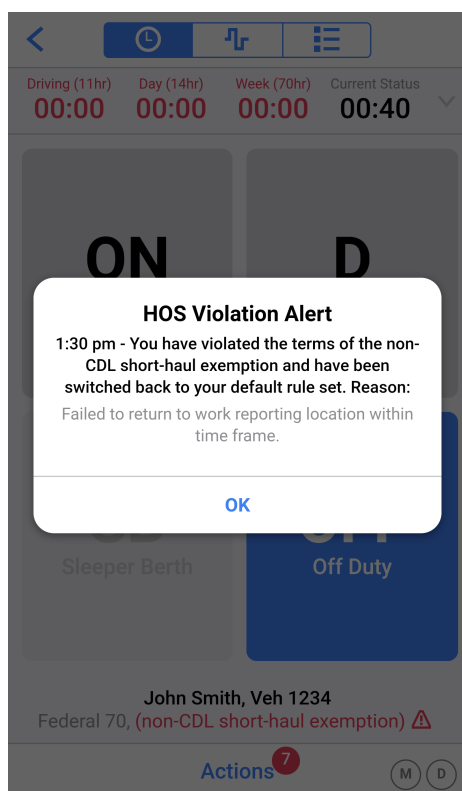 Driving (11hr) Day (14hr) Week (70hr) Current Status
00:00 00:00 00:00 00:40
ON D
HOS Violation Alert
1:30 pm - You have violated the terms of the non-
CDL short-haul exemption and have been
switched back to your default rule set. Reason:
Failed to return to work reporting location within
time frame.
OK
SB OFF
Sleeper Berth Off Duty
John Smith, Veh 1234
Federal 70, (non-CDL short-haul exemption)
Actions 7 M D